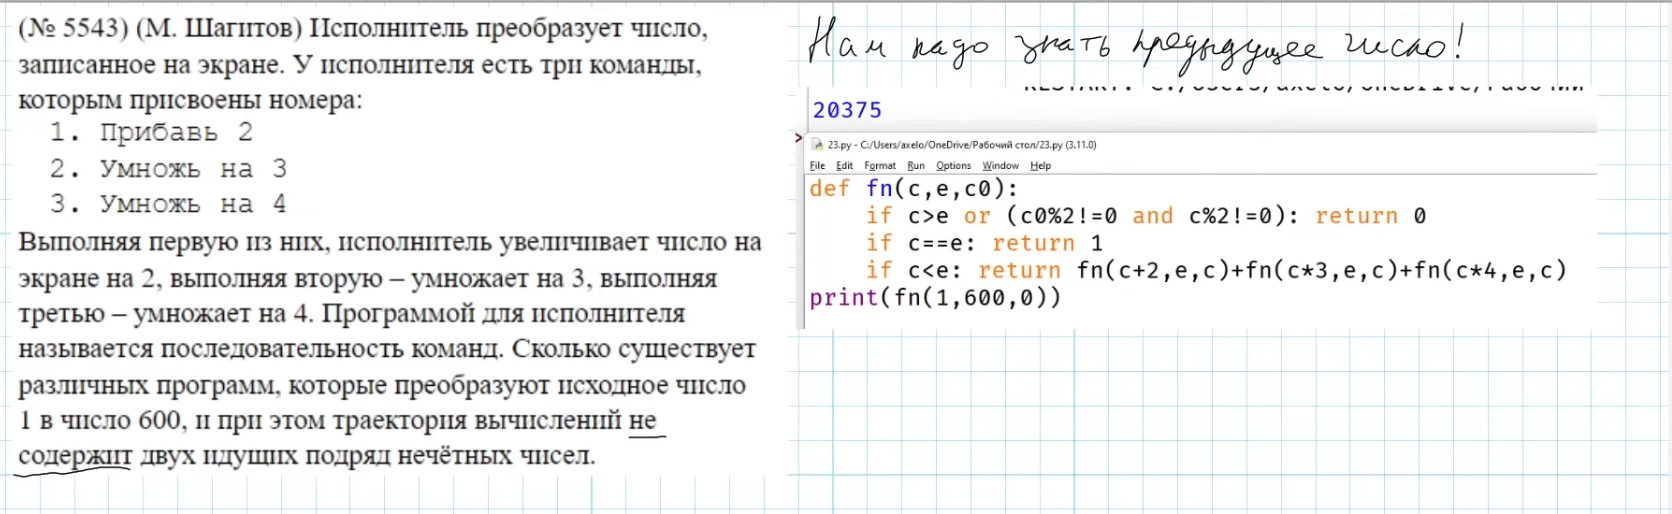 (№ 5543) (М. Шагитов) Исполнитель преобразует число,
записанное на экране. У исполнителя есть три команды,
которым присвоены номера:
1. Прибавь 2
2. Умножь на 3
3. Умножь на 4
Выполняя первую из них, исполнитель увеличивает число на
экране на 2, выполняя вторую – умножает на 3, выполняя
третью – умножает на 4. Программой для исполнителя
называется последовательность команд. Сколько существует
различных программ, которые преобразуют исходное число
1 в число 600, и при этом траектория вычислений не
содержит двух идущих подряд нечётных чисел.
Нам надо знать предыдущее число!
RESTART: C:/Users/axelo/OneDrive/Рабочий
20375
>
23.py - C:/Users/axelo/OneDrive/Рабочий стол/23.py (3.11.0)
File Edit Format Run Options Window Help
def fn(c,e,c0):
    if c>e or (c0%2!=0 and c%2!=0): return 0
    if c==e: return 1
    if c<e: return fn(c+2,e,c)+fn(c*3,e,c)+fn(c*4,e,c)
print(fn(1,600,0))